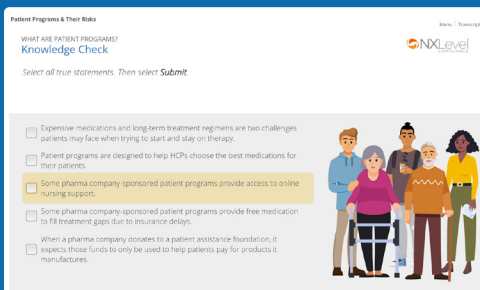 Patient Programs & Their Risks
Menu | Transcript
WHAT ARE PATIENT PROGRAMS?
Knowledge Check
NXLevel
Select all true statements. Then select Submit.
Expensive medications and long-term treatment regimens are two challenges
patients may face when trying to start and stay on therapy.
Patient programs are designed to help HCPs choose the best medications for
their patients.
Some pharma company-sponsored patient programs provide access to online
nursing support.
Some pharma company-sponsored patient programs provide free medication
to fill treatment gaps due to insurance delays.
When a pharma company donates to a patient assistance foundation, it
expects those funds to only be used to help patients pay for products it
manufactures.